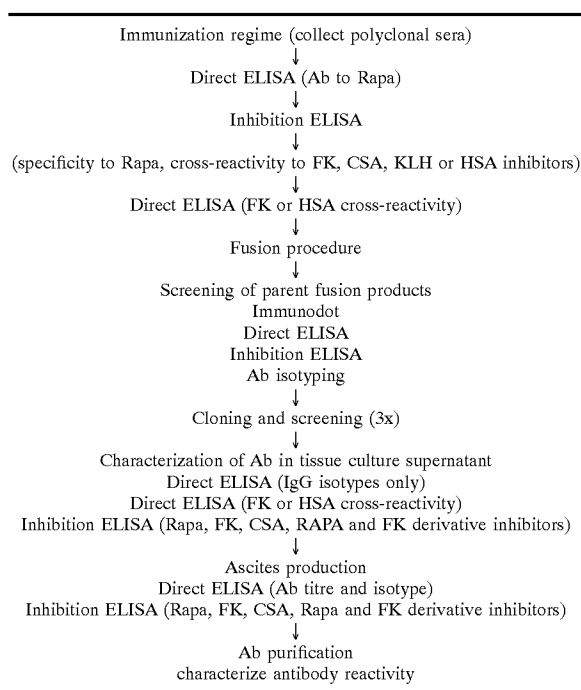 Immunization regime (collect polyclonal sera)
↓
Direct ELISA (Ab to Rapa)
↓
Inhibition ELISA
↓
(specificity to Rapa, cross-reactivity to FK, CSA, KLH or HSA inhibitors)
↓
Direct ELISA (FK or HSA cross-reactivity)
↓
Fusion procedure
↓
Screening of parent fusion products
Immunodot
Direct ELISA
Inhibition ELISA
Ab isotyping
↓
Cloning and screening (3x)
↓
Characterization of Ab in tissue culture supernatant
Direct ELISA (IgG isotypes only)
Direct ELISA (FK or HSA cross-reactivity)
Inhibition ELISA (Rapa, FK, CSA, RAPA and FK derivative inhibitors)
↓
Ascites production
Direct ELISA (Ab titre and isotype)
Inhibition ELISA (Rapa, FK, CSA, Rapa and FK derivative inhibitors)
↓
Ab purification
characterize antibody reactivity